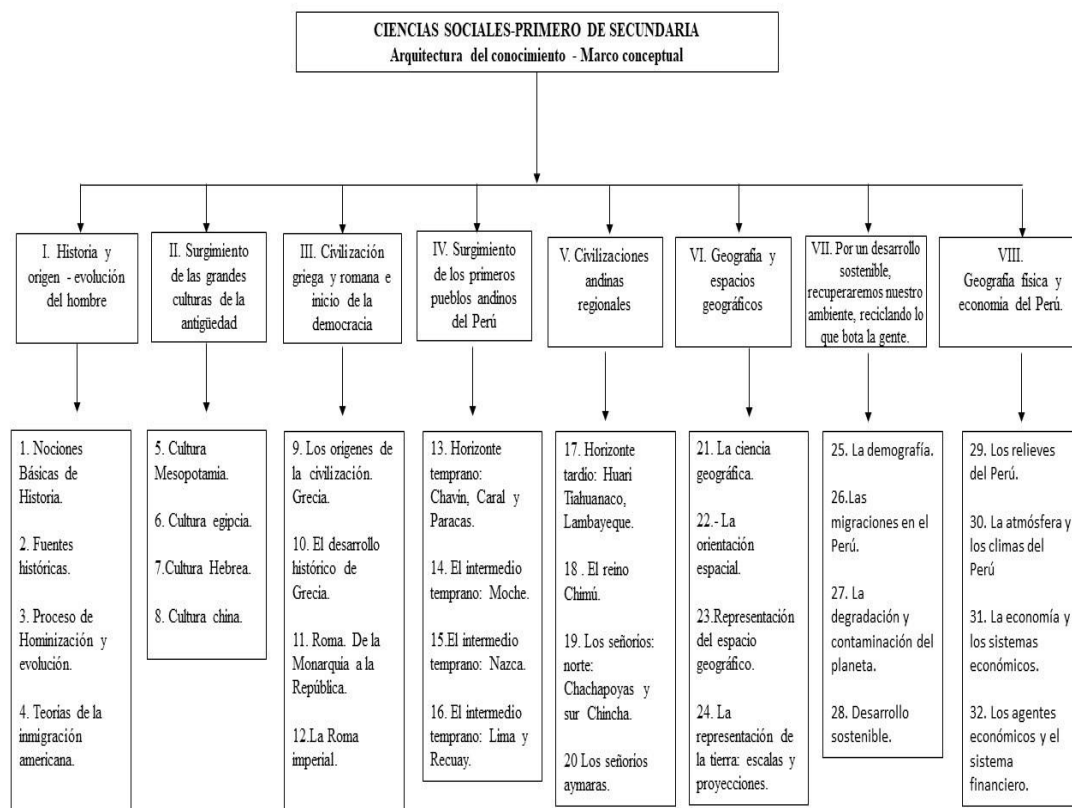 CIENCIAS SOCIALES-PRIMERO DE SECUNDARIA
Arquitectura del conocimiento - Marco conceptual
I. Historia y
origen - evolución
del hombre
II. Surgimiento
de las grandes
culturas de la
antigüedad
III. Civilización
griega y romana e
inicio de la
democracia
IV. Surgimiento
de los primeros
pueblos andinos
del Perú
V. Civilizaciones
andinas
regionales
VI. Geografía y
espacios
geográficos
VII. Por un desarrollo
sostenible,
recuperaremos nuestro
ambiente, reciclando lo
que bota la gente.
VIII.
Geografía física y
economía del Perú.
1. Nociones
Básicas de
Historia.
2. Fuentes
históricas.
3. Proceso de
Hominización y
evolución.
4. Teorías de la
inmigración
americana.
5. Cultura
Mesopotamia.
6. Cultura egipcia.
7.Cultura Hebrea.
8. Cultura china.
9. Los orígenes de
la civilización.
Grecia.
10. El desarrollo
histórico de
Grecia.
11. Roma. De la
Monarquía a la
República.
12.La Roma
imperial.
13. Horizonte
temprano:
Chavin, Caral y
Paracas.
14. El intermedio
temprano: Moche.
15.El intermedio
temprano: Nazca.
16. El intermedio
temprano: Lima y
Recuay.
17. Horizonte
tardío: Huari
Tiahuanaco,
Lambayeque.
18 . El reino
Chimú.
19. Los señoríos:
norte:
Chachapoyas y
sur Chincha.
20 Los señoríos
aymaras.
21. La ciencia
geográfica.
22.- La
orientación
espacial.
23.Representación
del espacio
geográfico.
24. La
representación de
la tierra: escalas y
proyecciones.
25. La demografía.
26.Las
migraciones en el
Perú.
27. La
degradación y
contaminación del
planeta.
28. Desarrollo
sostenible.
29. Los relieves
del Perú.
30. La atmósfera y
los climas del
Perú
31. La economía y
los sistemas
económicos.
32. Los agentes
económicos y el
sistema
financiero.